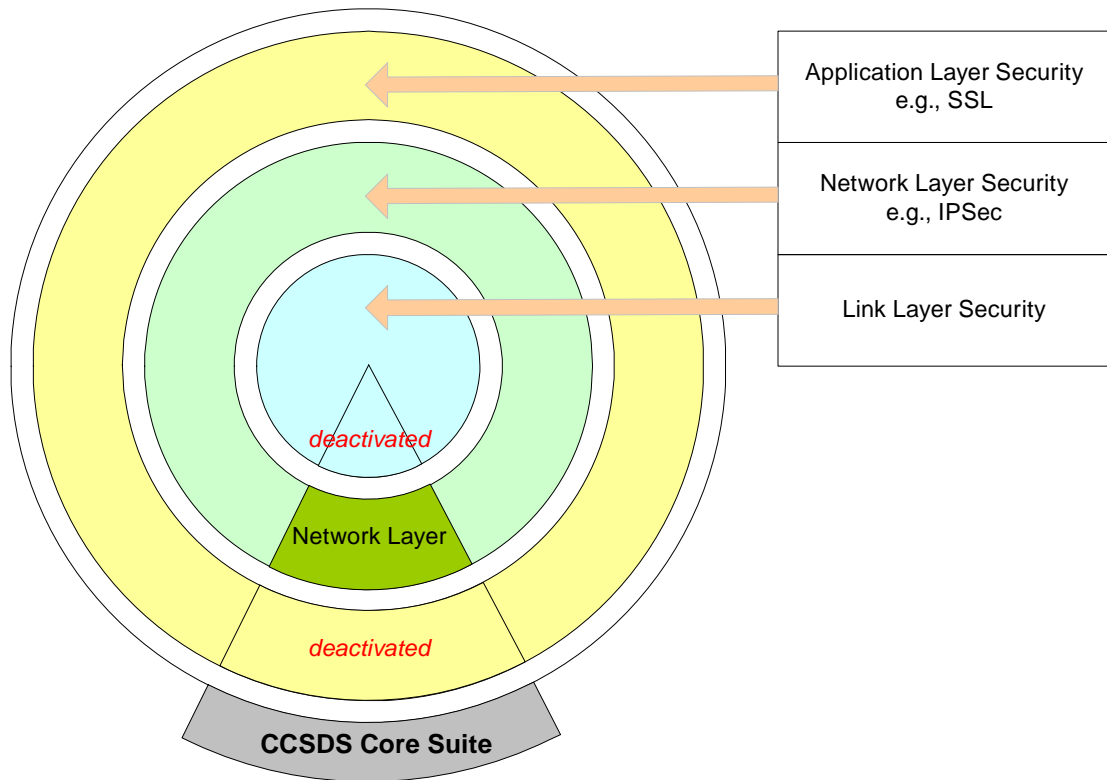 Application Layer Security
e.g., SSL
Network Layer Security
e.g., IPSec
Link Layer Security
deactivated
Network Layer
deactivated
CCSDS Core Suite